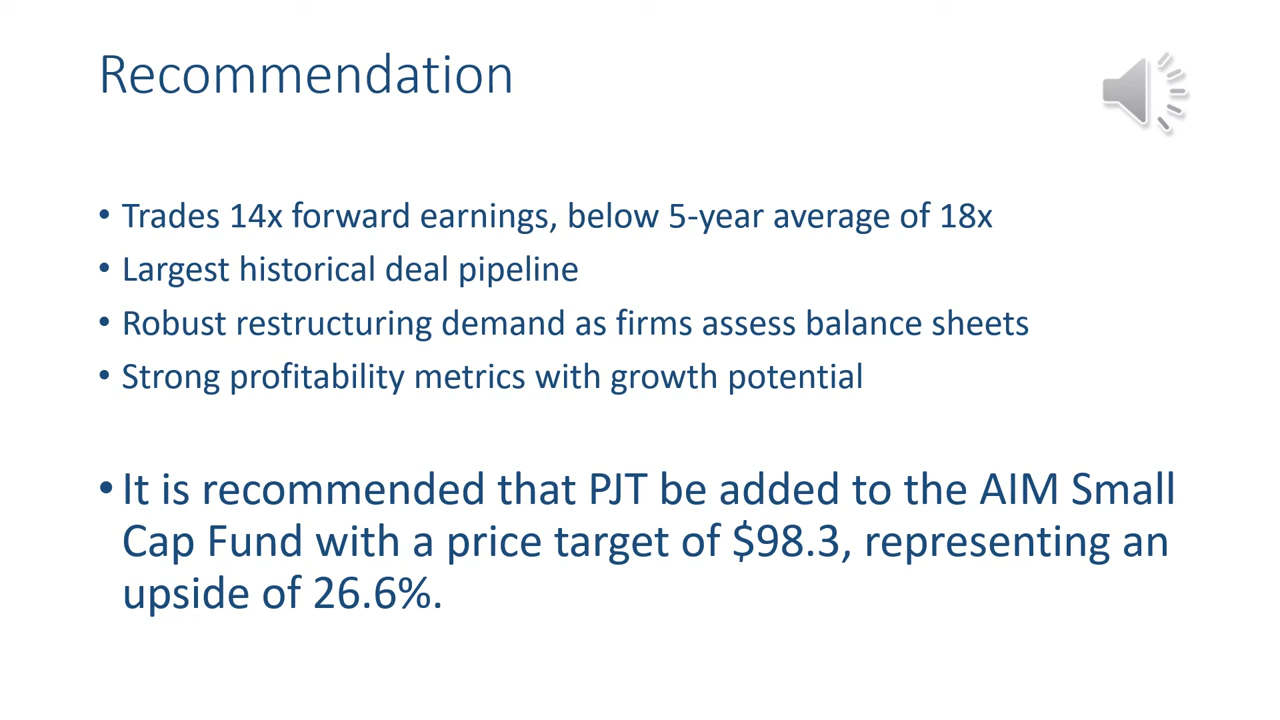 Recommendation
• Trades 14x forward earnings, below 5-year average of 18x
• Largest historical deal pipeline
• Robust restructuring demand as firms assess balance sheets
• Strong profitability metrics with growth potential
• It is recommended that PJT be added to the AIM Small
Cap Fund with a price target of $98.3, representing an
upside of 26.6%.